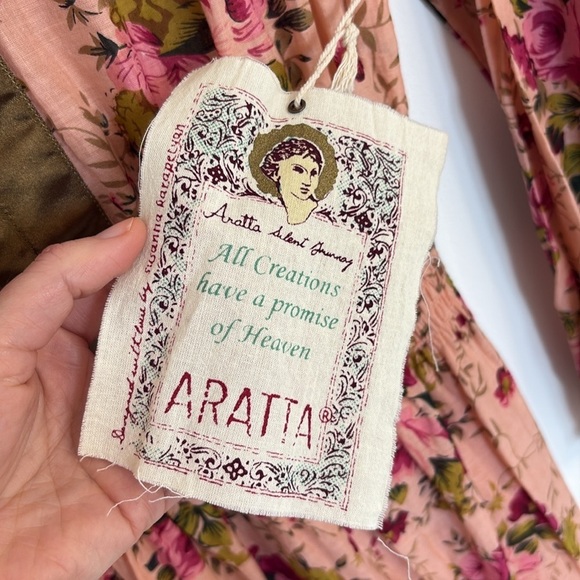 Aratta Silent Journey
All Creations
have a promise
of Heaven
ARATTA®
Designed with love by Susanna Karapetyan